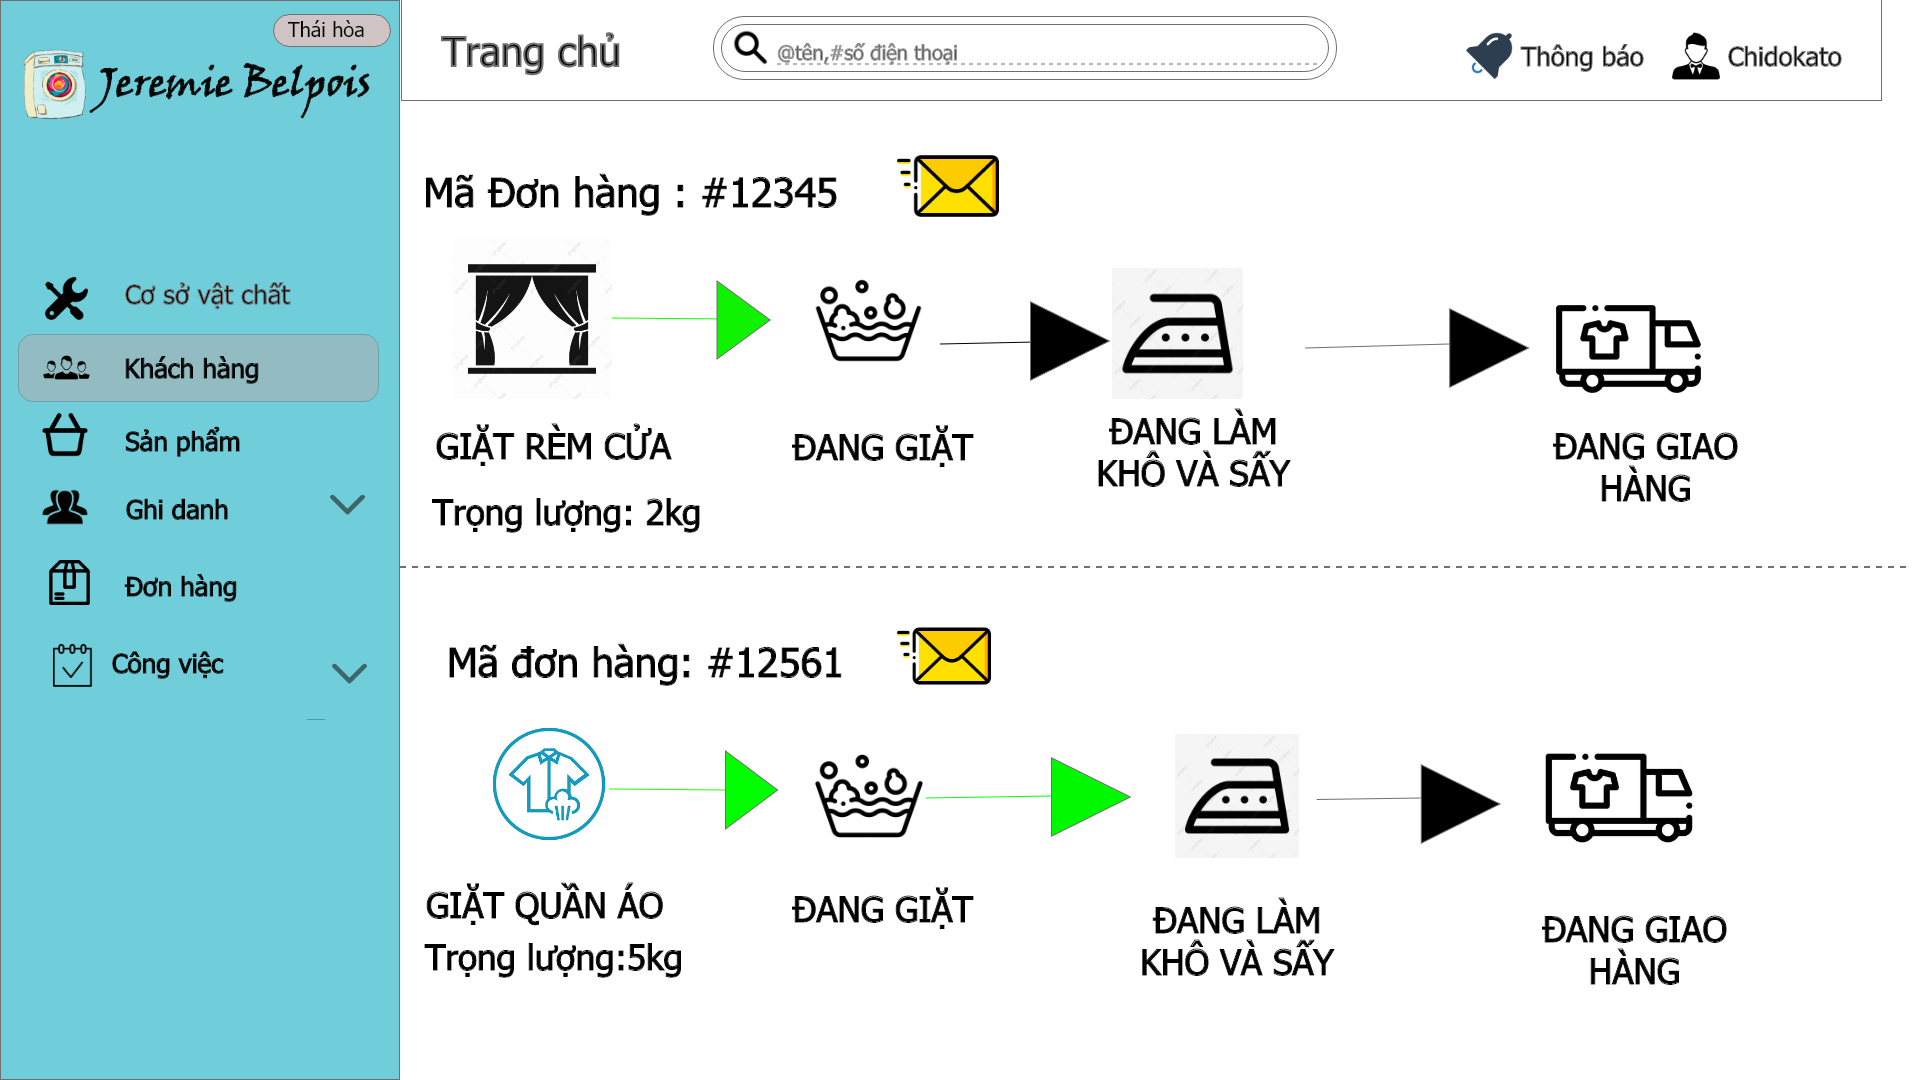 Thái hòa
Jeremie Belpois
Trang chủ
@tên,#số điện thoại
Thông báo
Chidokato
Cơ sở vật chất
Khách hàng
Sản phẩm
Ghi danh
Đơn hàng
Công việc
Mã Đơn hàng : #12345
GIẶT RÈM CỬA
Trọng lượng: 2kg
ĐANG GIẶT
ĐANG LÀM
KHÔ VÀ SẤY
ĐANG GIAO
HÀNG
Mã đơn hàng: #12561
GIẶT QUẦN ÁO
Trọng lượng:5kg
ĐANG GIẶT
ĐANG LÀM
KHÔ VÀ SẤY
ĐANG GIAO
HÀNG